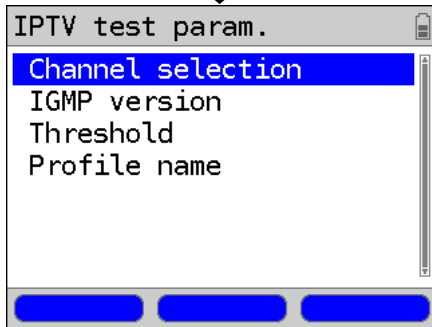 IPTV test param.
Channel selection
IGMP version
Threshold
Profile name